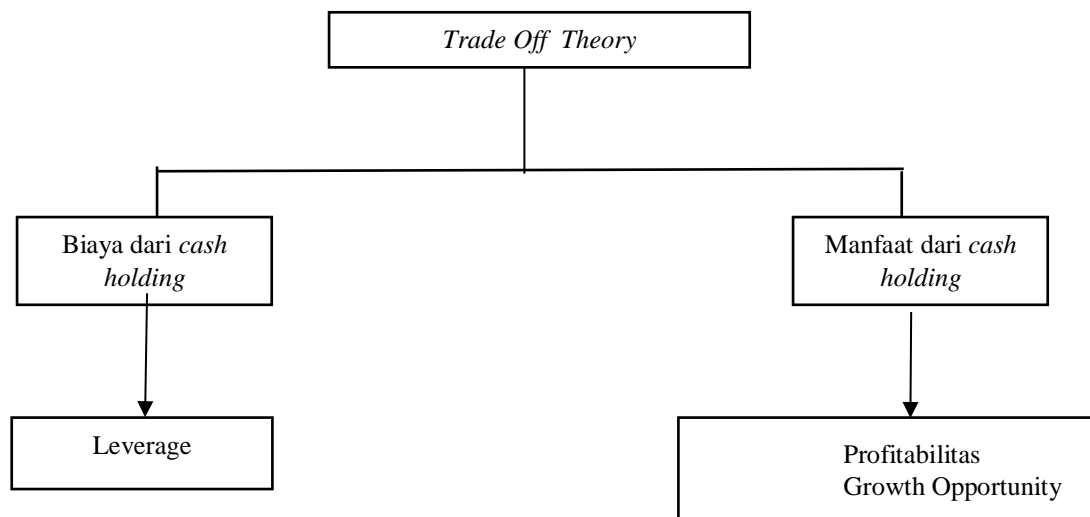 Trade Off Theory
Biaya dari cash
holding
Manfaat dari cash
holding
Leverage
Profitabilitas
Growth Opportunity